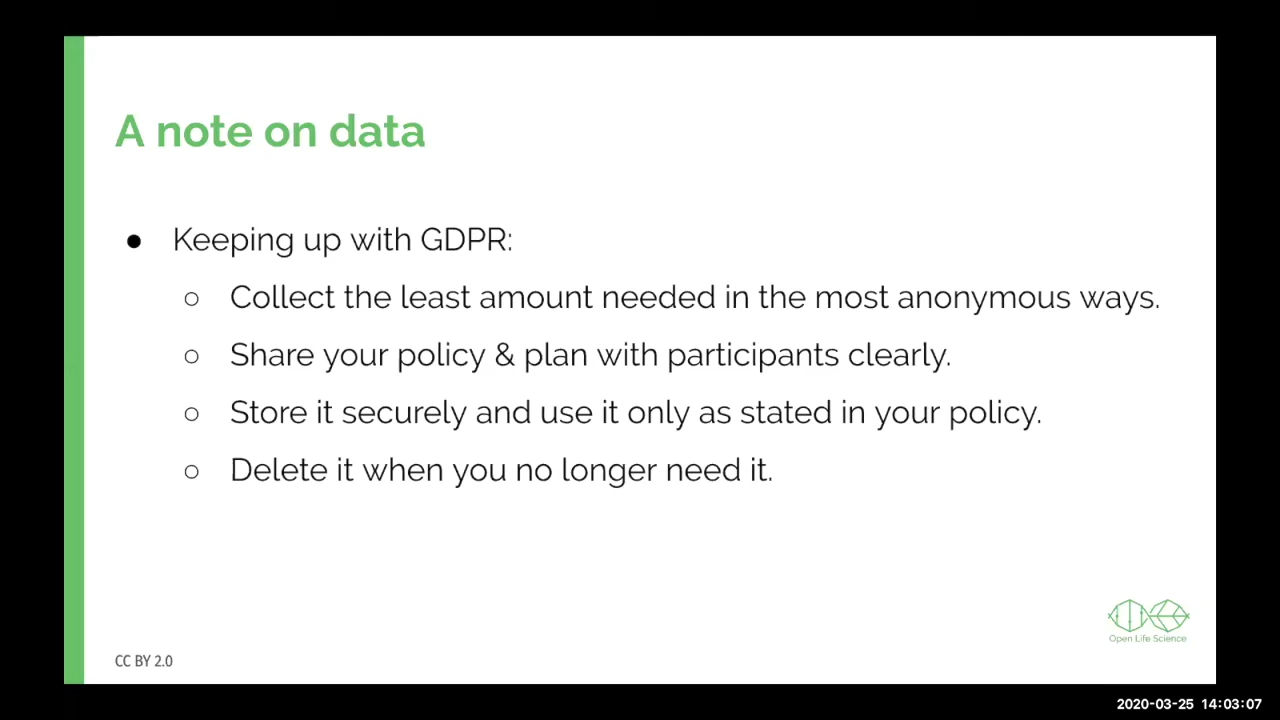 A note on data
● Keeping up with GDPR:
○ Collect the least amount needed in the most anonymous ways.
○ Share your policy & plan with participants clearly.
○ Store it securely and use it only as stated in your policy.
○ Delete it when you no longer need it.
Open Life Science
CC BY 2.0
2020-03-25 14:03:07